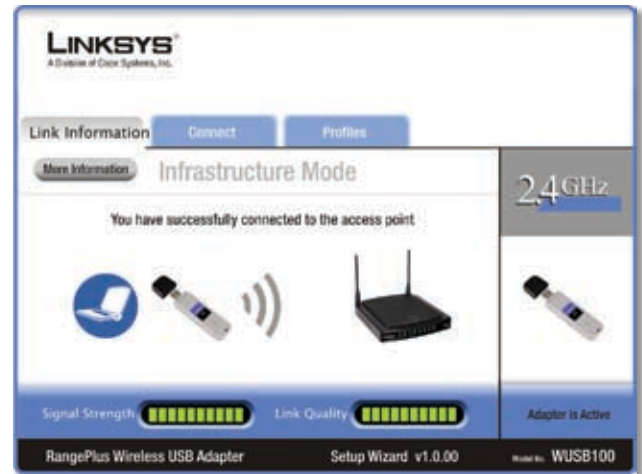 LINKSYS®
A Division of Cisco Systems, Inc.
Link Information
Connect
Profiles
More Information
Infrastructure Mode
2.4GHz
You have successfully connected to the access point
Signal Strength
Link Quality
Adapter is Active
RangePlus Wireless USB Adapter
Setup Wizard v1.0.00
Model No. WUSB100